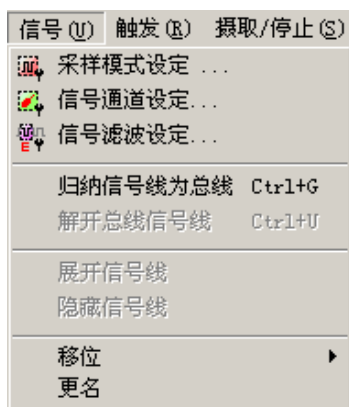 信号(U) 触发(R) 摄取/停止(S)
采样模式设定 ...
信号通道设定...
信号滤波设定...
归纳信号线为总线 Ctrl+G
解开总线信号线 Ctrl+U
展开信号线
隐藏信号线
移位
更名